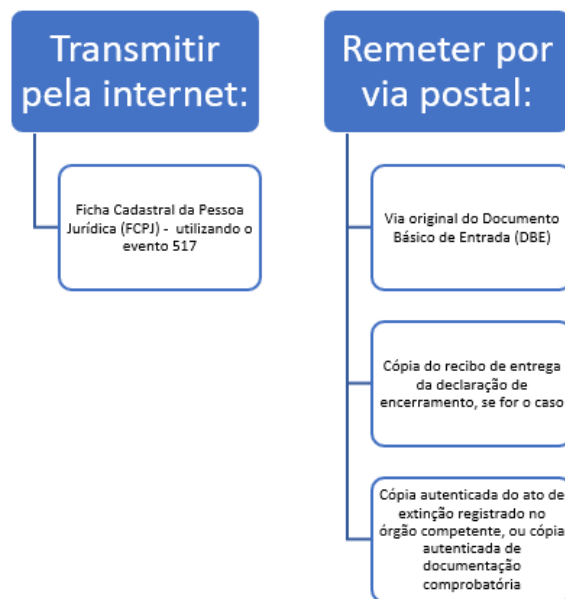 Transmitir
pela internet:
Ficha Cadastral da Pessoa
Jurídica (FCPJ) - utilizando o
evento 517
Remeter por
via postal:
Via original do Documento
Básico de Entrada (DBE)
Cópia do recibo de entrega
da declaração de
encerramento, se for o caso
Cópia autenticada do ato de
extinção registrado no
órgão competente, ou cópia
autenticada de
documentação
comprobatória